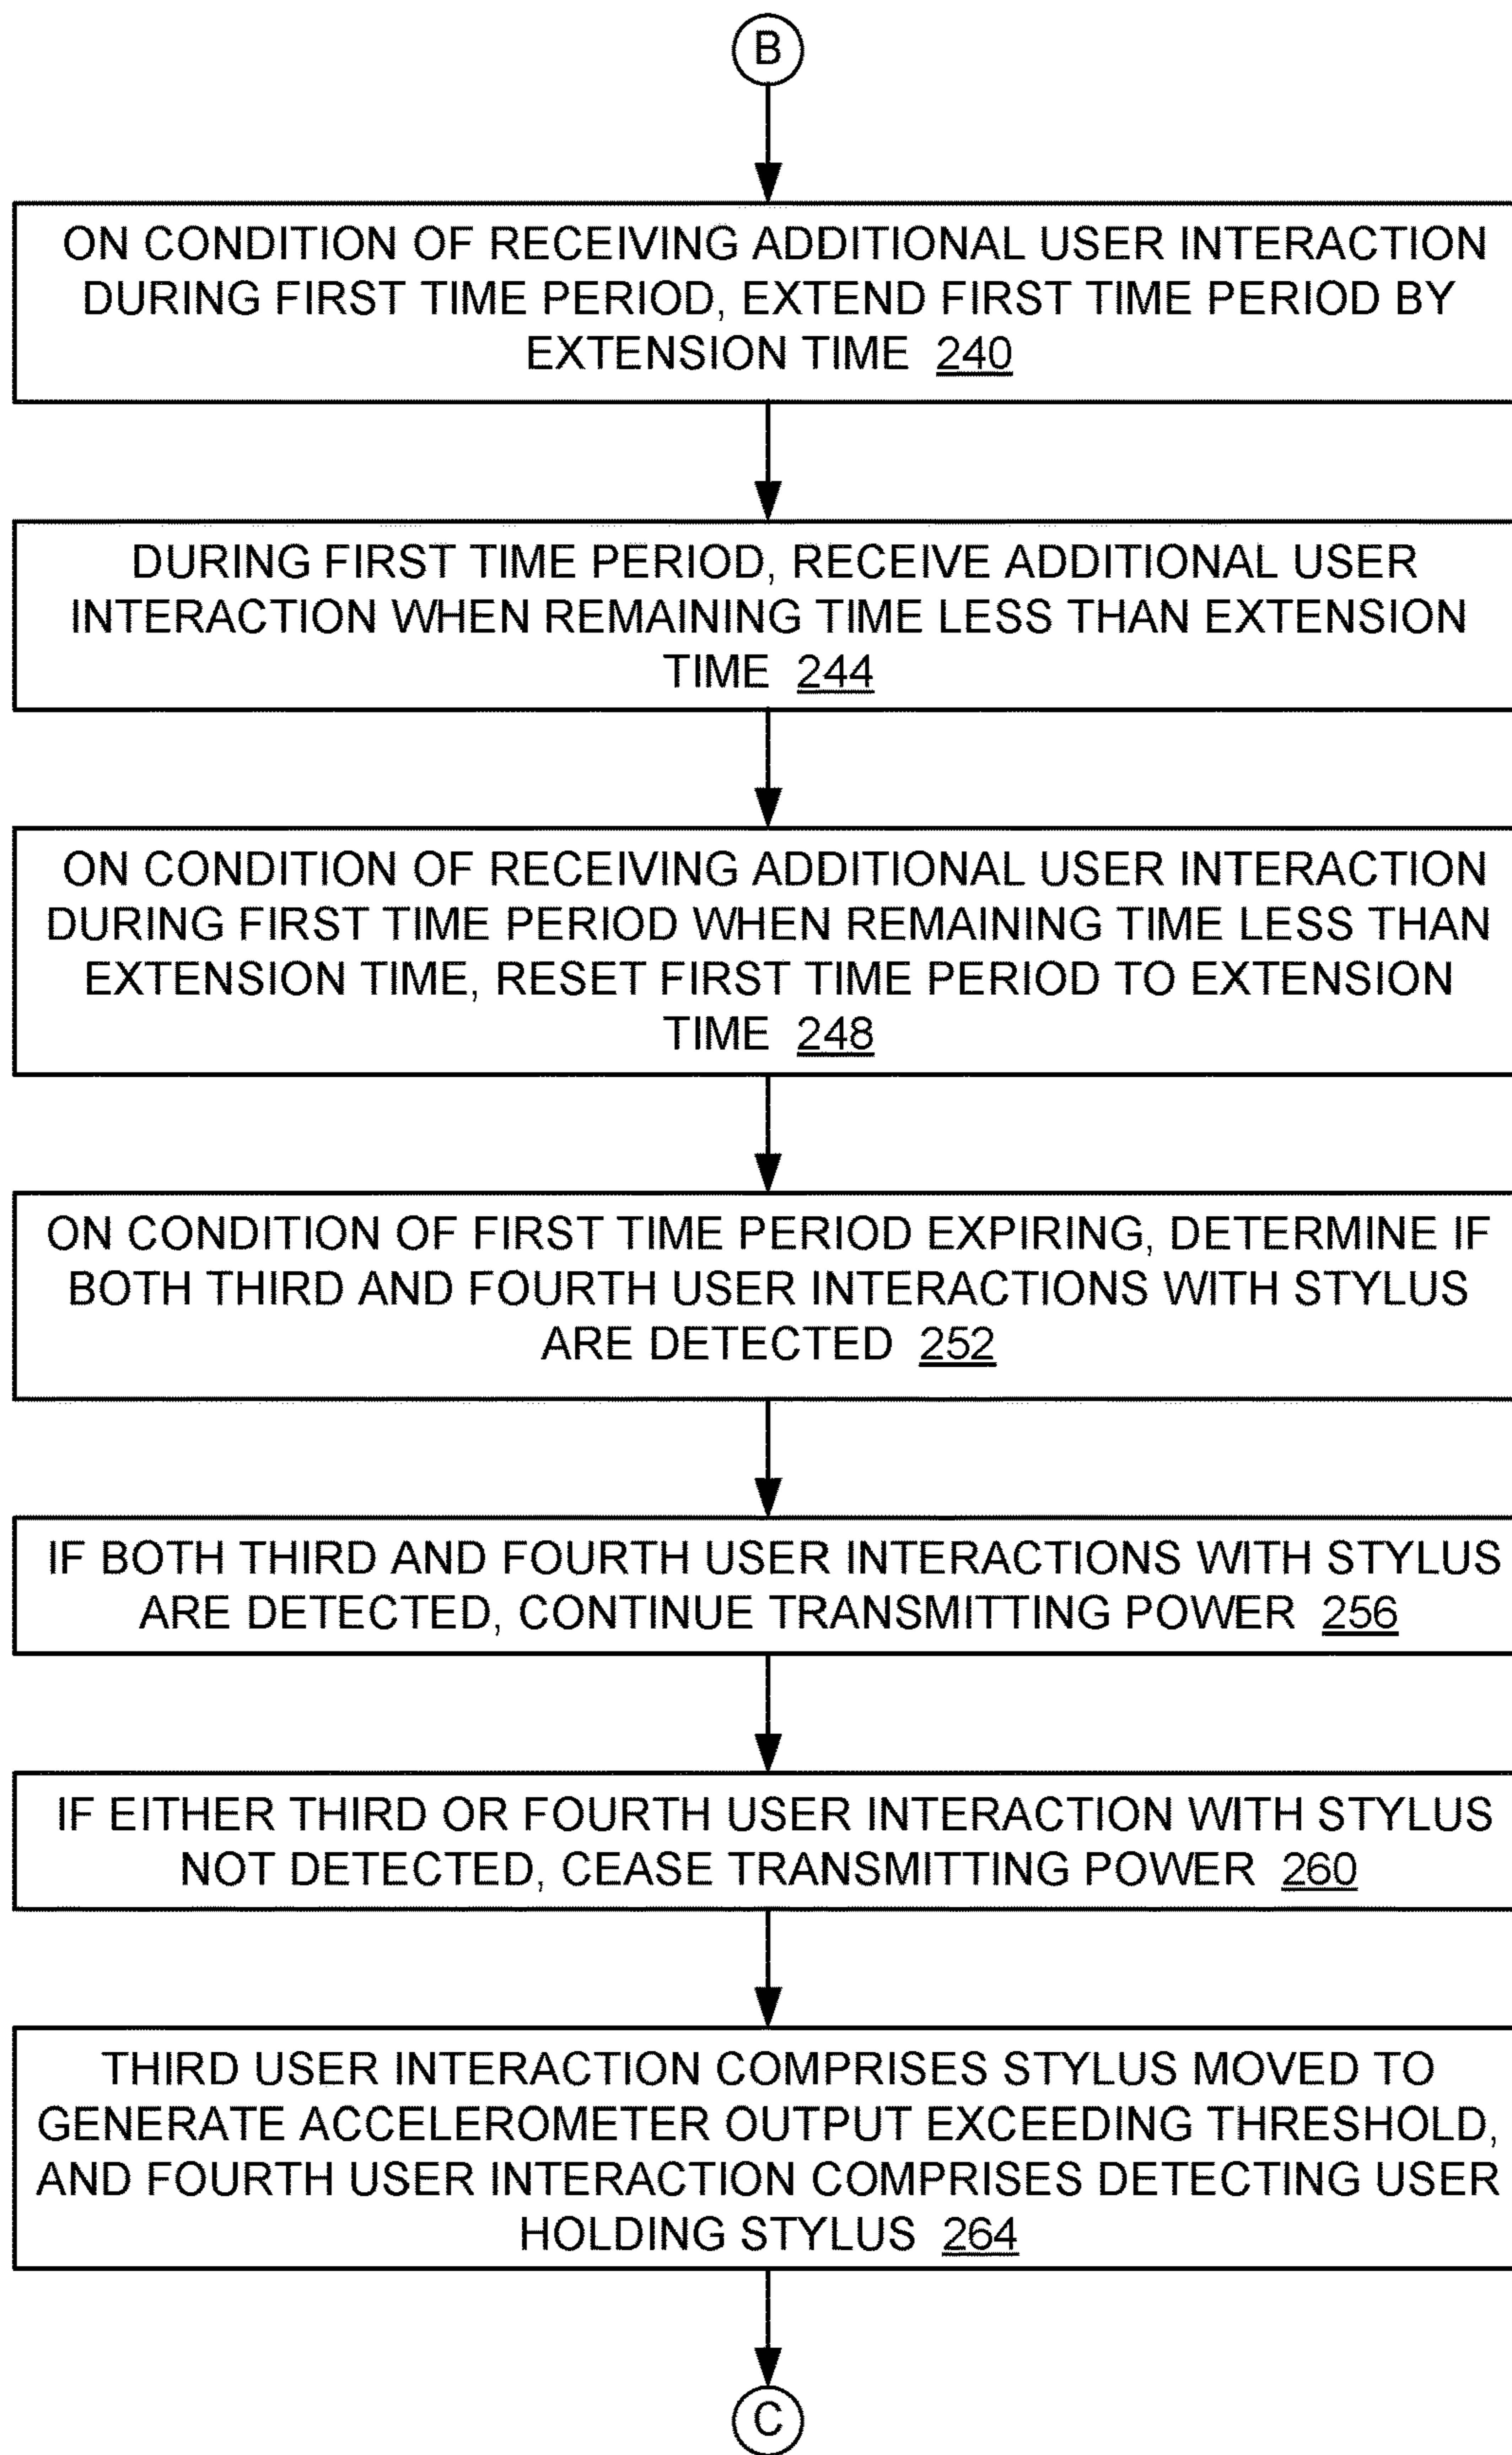 B
ON CONDITION OF RECEIVING ADDITIONAL USER INTERACTION
DURING FIRST TIME PERIOD, EXTEND FIRST TIME PERIOD BY
EXTENSION TIME 240
DURING FIRST TIME PERIOD, RECEIVE ADDITIONAL USER
INTERACTION WHEN REMAINING TIME LESS THAN EXTENSION
TIME 244
ON CONDITION OF RECEIVING ADDITIONAL USER INTERACTION
DURING FIRST TIME PERIOD WHEN REMAINING TIME LESS THAN
EXTENSION TIME, RESET FIRST TIME PERIOD TO EXTENSION
TIME 248
ON CONDITION OF FIRST TIME PERIOD EXPIRING, DETERMINE IF
BOTH THIRD AND FOURTH USER INTERACTIONS WITH STYLUS
ARE DETECTED 252
IF BOTH THIRD AND FOURTH USER INTERACTIONS WITH STYLUS
ARE DETECTED, CONTINUE TRANSMITTING POWER 256
IF EITHER THIRD OR FOURTH USER INTERACTION WITH STYLUS
NOT DETECTED, CEASE TRANSMITTING POWER 260
THIRD USER INTERACTION COMPRISES STYLUS MOVED TO
GENERATE ACCELEROMETER OUTPUT EXCEEDING THRESHOLD,
AND FOURTH USER INTERACTION COMPRISES DETECTING USER
HOLDING STYLUS 264
C